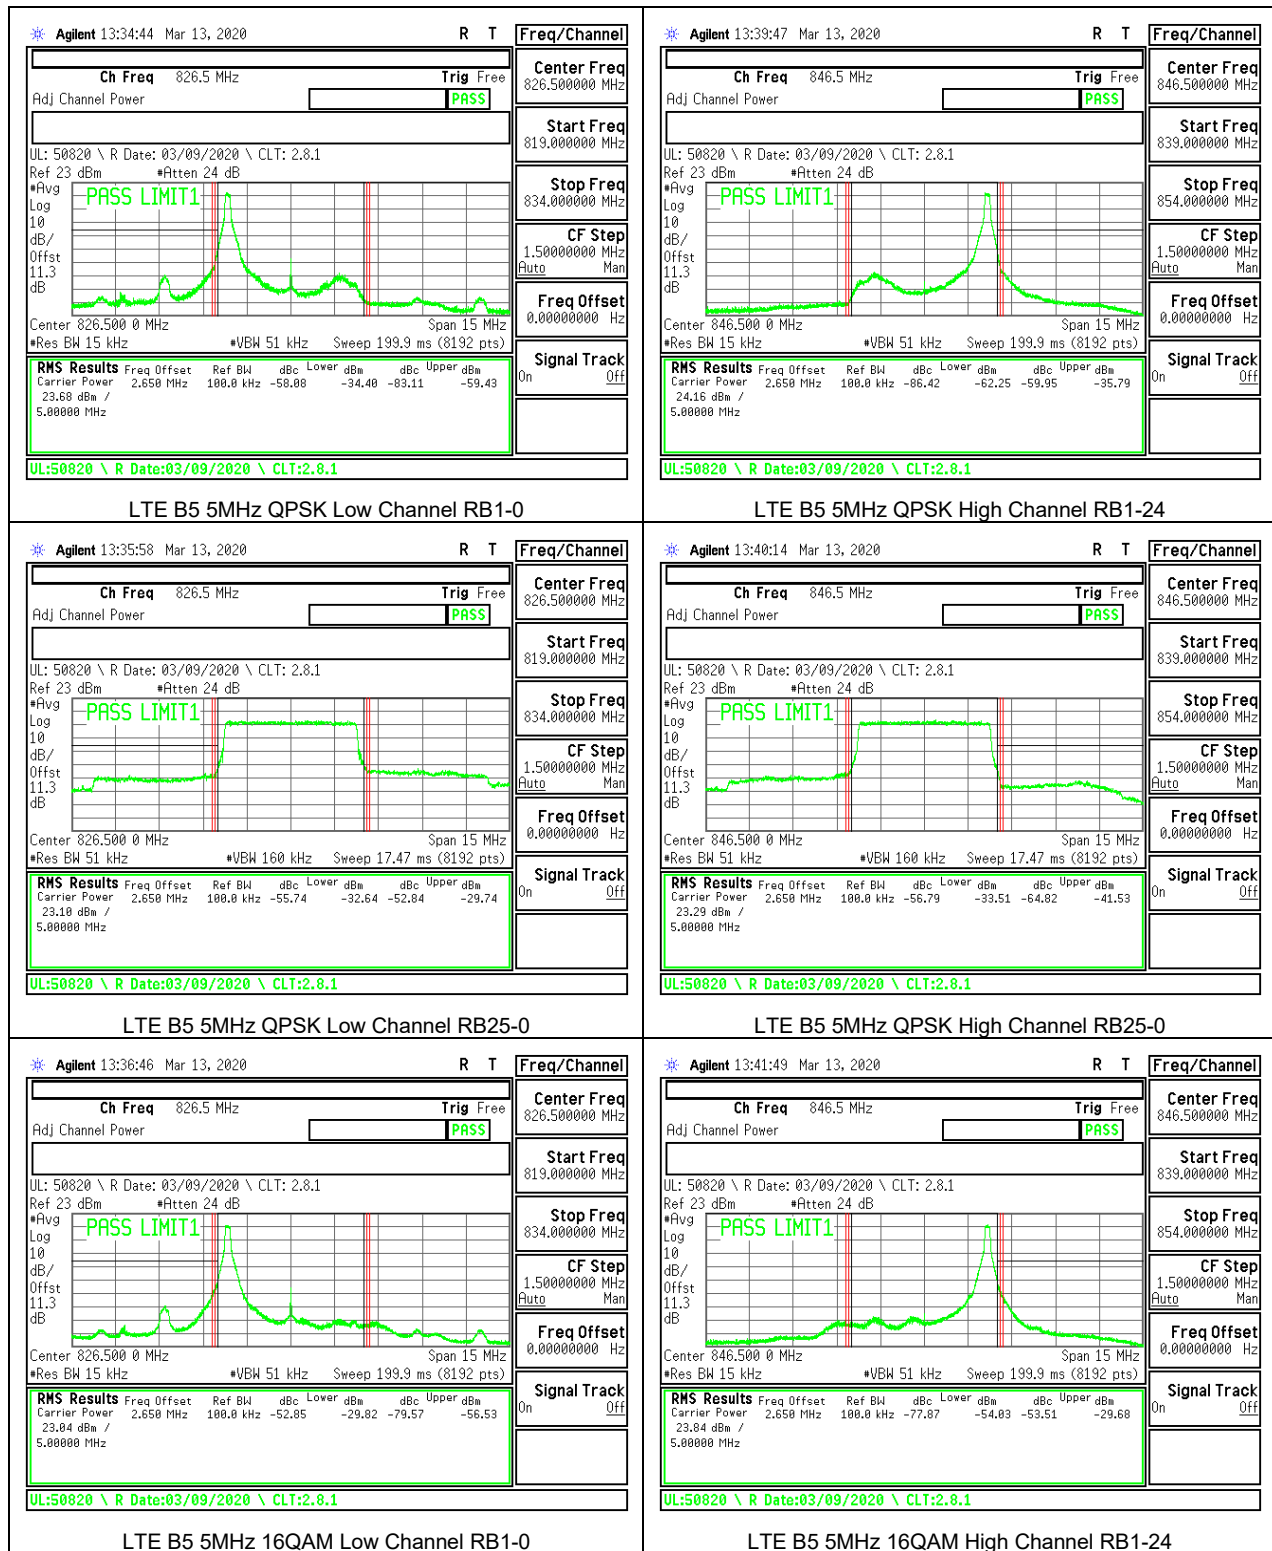 Agilent 13:34:44 Mar 13, 2020 R T Freq/Channel
Ch Freq 826.5 MHz Trig Free
Adj Channel Power PASS
Center Freq
826.500000 MHz
Start Freq
819.000000 MHz
UL: 50820 \ R Date: 03/09/2020 \ CLT: 2.8.1
Ref 23 dBm #Atten 24 dB
#Avg
Log
10
dB/
Offst
11.3
dB
PASS LIMIT1
Stop Freq
834.000000 MHz
CF Step
1.50000000 MHz
Auto Man
Freq Offset
0.00000000 Hz
Center 826.500 0 MHz Span 15 MHz
#Res BW 15 kHz #VBW 51 kHz Sweep 199.9 ms (8192 pts)
Signal Track
On Off
RMS Results Freq Offset Ref BW dBc Lower dBm dBc Upper dBm
Carrier Power 2.650 MHz 100.0 kHz -58.08 -34.40 -83.11 -59.43
23.68 dBm /
5.00000 MHz
UL:50820 \ R Date:03/09/2020 \ CLT:2.8.1
LTE B5 5MHz QPSK Low Channel RB1-0
Agilent 13:39:47 Mar 13, 2020 R T Freq/Channel
Ch Freq 846.5 MHz Trig Free
Adj Channel Power PASS
Center Freq
846.500000 MHz
Start Freq
839.000000 MHz
UL: 50820 \ R Date: 03/09/2020 \ CLT: 2.8.1
Ref 23 dBm #Atten 24 dB
#Avg
Log
10
dB/
Offst
11.3
dB
PASS LIMIT1
Stop Freq
854.000000 MHz
CF Step
1.50000000 MHz
Auto Man
Freq Offset
0.00000000 Hz
Center 846.500 0 MHz Span 15 MHz
#Res BW 15 kHz #VBW 51 kHz Sweep 199.9 ms (8192 pts)
Signal Track
On Off
RMS Results Freq Offset Ref BW dBc Lower dBm dBc Upper dBm
Carrier Power 2.650 MHz 100.0 kHz -86.42 -62.25 -59.95 -35.79
24.16 dBm /
5.00000 MHz
UL:50820 \ R Date:03/09/2020 \ CLT:2.8.1
LTE B5 5MHz QPSK High Channel RB1-24
Agilent 13:35:58 Mar 13, 2020 R T Freq/Channel
Ch Freq 826.5 MHz Trig Free
Adj Channel Power PASS
Center Freq
826.500000 MHz
Start Freq
819.000000 MHz
UL: 50820 \ R Date: 03/09/2020 \ CLT: 2.8.1
Ref 23 dBm #Atten 24 dB
#Avg
Log
10
dB/
Offst
11.3
dB
PASS LIMIT1
Stop Freq
834.000000 MHz
CF Step
1.50000000 MHz
Auto Man
Freq Offset
0.00000000 Hz
Center 826.500 0 MHz Span 15 MHz
#Res BW 51 kHz #VBW 160 kHz Sweep 17.47 ms (8192 pts)
Signal Track
On Off
RMS Results Freq Offset Ref BW dBc Lower dBm dBc Upper dBm
Carrier Power 2.650 MHz 100.0 kHz -55.74 -32.64 -52.84 -29.74
23.10 dBm /
5.00000 MHz
UL:50820 \ R Date:03/09/2020 \ CLT:2.8.1
LTE B5 5MHz QPSK Low Channel RB25-0
Agilent 13:40:14 Mar 13, 2020 R T Freq/Channel
Ch Freq 846.5 MHz Trig Free
Adj Channel Power PASS
Center Freq
846.500000 MHz
Start Freq
839.000000 MHz
UL: 50820 \ R Date: 03/09/2020 \ CLT: 2.8.1
Ref 23 dBm #Atten 24 dB
#Avg
Log
10
dB/
Offst
11.3
dB
PASS LIMIT1
Stop Freq
854.000000 MHz
CF Step
1.50000000 MHz
Auto Man
Freq Offset
0.00000000 Hz
Center 846.500 0 MHz Span 15 MHz
#Res BW 51 kHz #VBW 160 kHz Sweep 17.47 ms (8192 pts)
Signal Track
On Off
RMS Results Freq Offset Ref BW dBc Lower dBm dBc Upper dBm
Carrier Power 2.650 MHz 100.0 kHz -56.79 -33.51 -64.82 -41.53
23.29 dBm /
5.00000 MHz
UL:50820 \ R Date:03/09/2020 \ CLT:2.8.1
LTE B5 5MHz QPSK High Channel RB25-0
Agilent 13:36:46 Mar 13, 2020 R T Freq/Channel
Ch Freq 826.5 MHz Trig Free
Adj Channel Power PASS
Center Freq
826.500000 MHz
Start Freq
819.000000 MHz
UL: 50820 \ R Date: 03/09/2020 \ CLT: 2.8.1
Ref 23 dBm #Atten 24 dB
#Avg
Log
10
dB/
Offst
11.3
dB
PASS LIMIT1
Stop Freq
834.000000 MHz
CF Step
1.50000000 MHz
Auto Man
Freq Offset
0.00000000 Hz
Center 826.500 0 MHz Span 15 MHz
#Res BW 15 kHz #VBW 51 kHz Sweep 199.9 ms (8192 pts)
Signal Track
On Off
RMS Results Freq Offset Ref BW dBc Lower dBm dBc Upper dBm
Carrier Power 2.650 MHz 100.0 kHz -52.85 -29.82 -79.57 -56.53
23.04 dBm /
5.00000 MHz
UL:50820 \ R Date:03/09/2020 \ CLT:2.8.1
LTE B5 5MHz 16QAM Low Channel RB1-0
Agilent 13:41:49 Mar 13, 2020 R T Freq/Channel
Ch Freq 846.5 MHz Trig Free
Adj Channel Power PASS
Center Freq
846.500000 MHz
Start Freq
839.000000 MHz
UL: 50820 \ R Date: 03/09/2020 \ CLT: 2.8.1
Ref 23 dBm #Atten 24 dB
#Avg
Log
10
dB/
Offst
11.3
dB
PASS LIMIT1
Stop Freq
854.000000 MHz
CF Step
1.50000000 MHz
Auto Man
Freq Offset
0.00000000 Hz
Center 846.500 0 MHz Span 15 MHz
#Res BW 15 kHz #VBW 51 kHz Sweep 199.9 ms (8192 pts)
Signal Track
On Off
RMS Results Freq Offset Ref BW dBc Lower dBm dBc Upper dBm
Carrier Power 2.650 MHz 100.0 kHz -77.87 -54.03 -53.51 -29.68
23.84 dBm /
5.00000 MHz
UL:50820 \ R Date:03/09/2020 \ CLT:2.8.1
LTE B5 5MHz 16QAM High Channel RB1-24